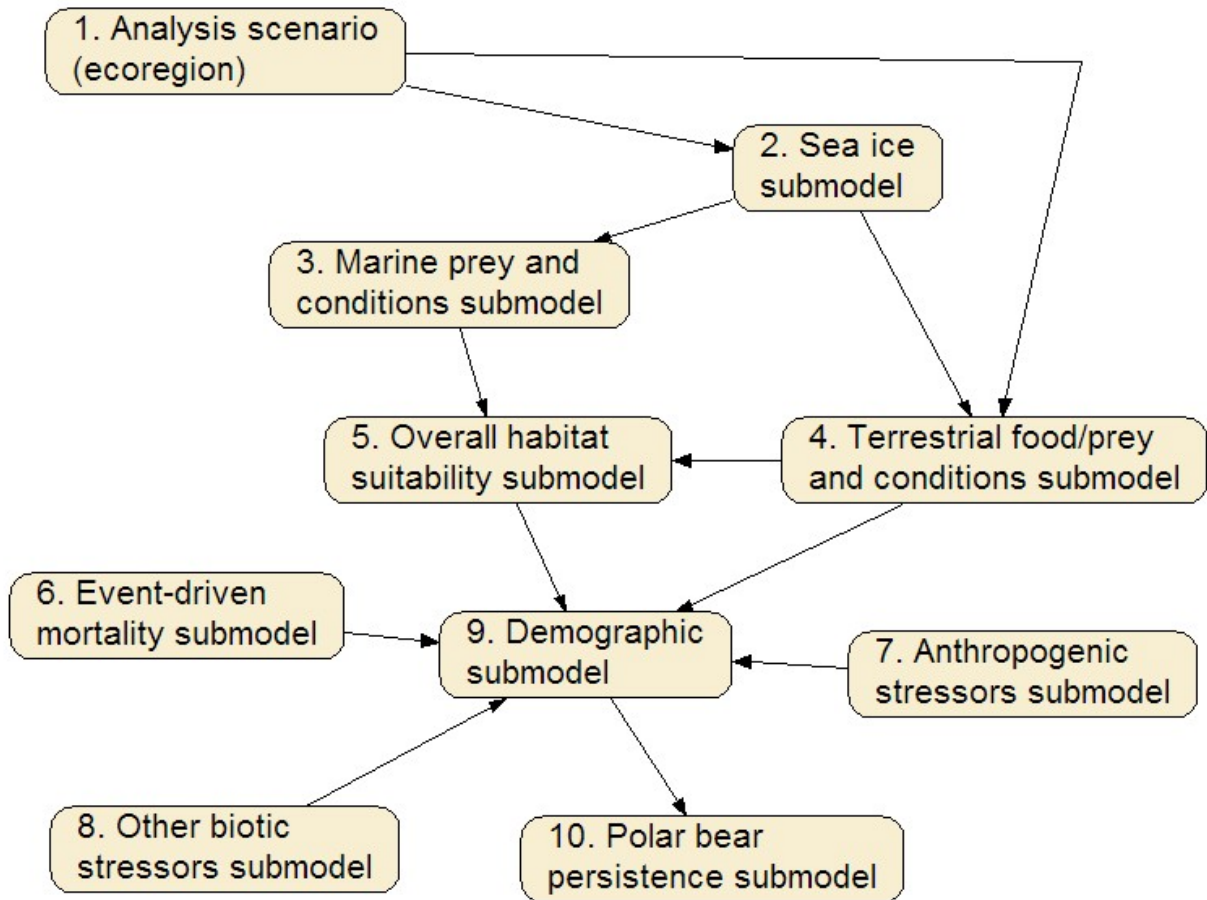 1. Analysis scenario
(ecoregion)
2. Sea ice
submodel
3. Marine prey and
conditions submodel
5. Overall habitat
suitability submodel
4. Terrestrial food/prey
and conditions submodel
6. Event-driven
mortality submodel
9. Demographic
submodel
7. Anthropogenic
stressors submodel
8. Other biotic
stressors submodel
10. Polar bear
persistence submodel